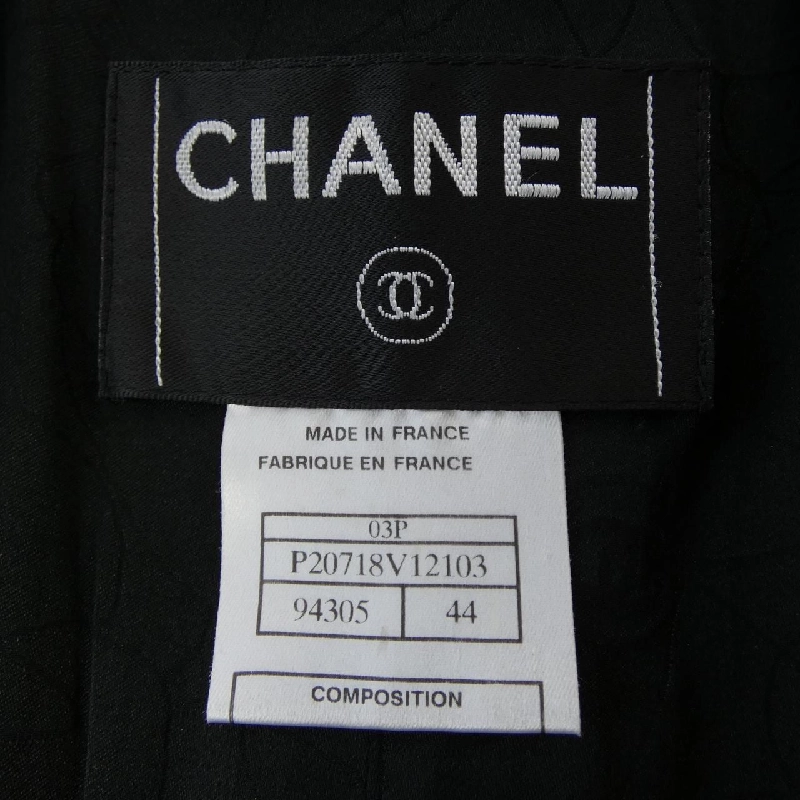 CHANEL
MADE IN FRANCE
FABRIQUE EN FRANCE
03P
P20718V12103
94305 44
COMPOSITION